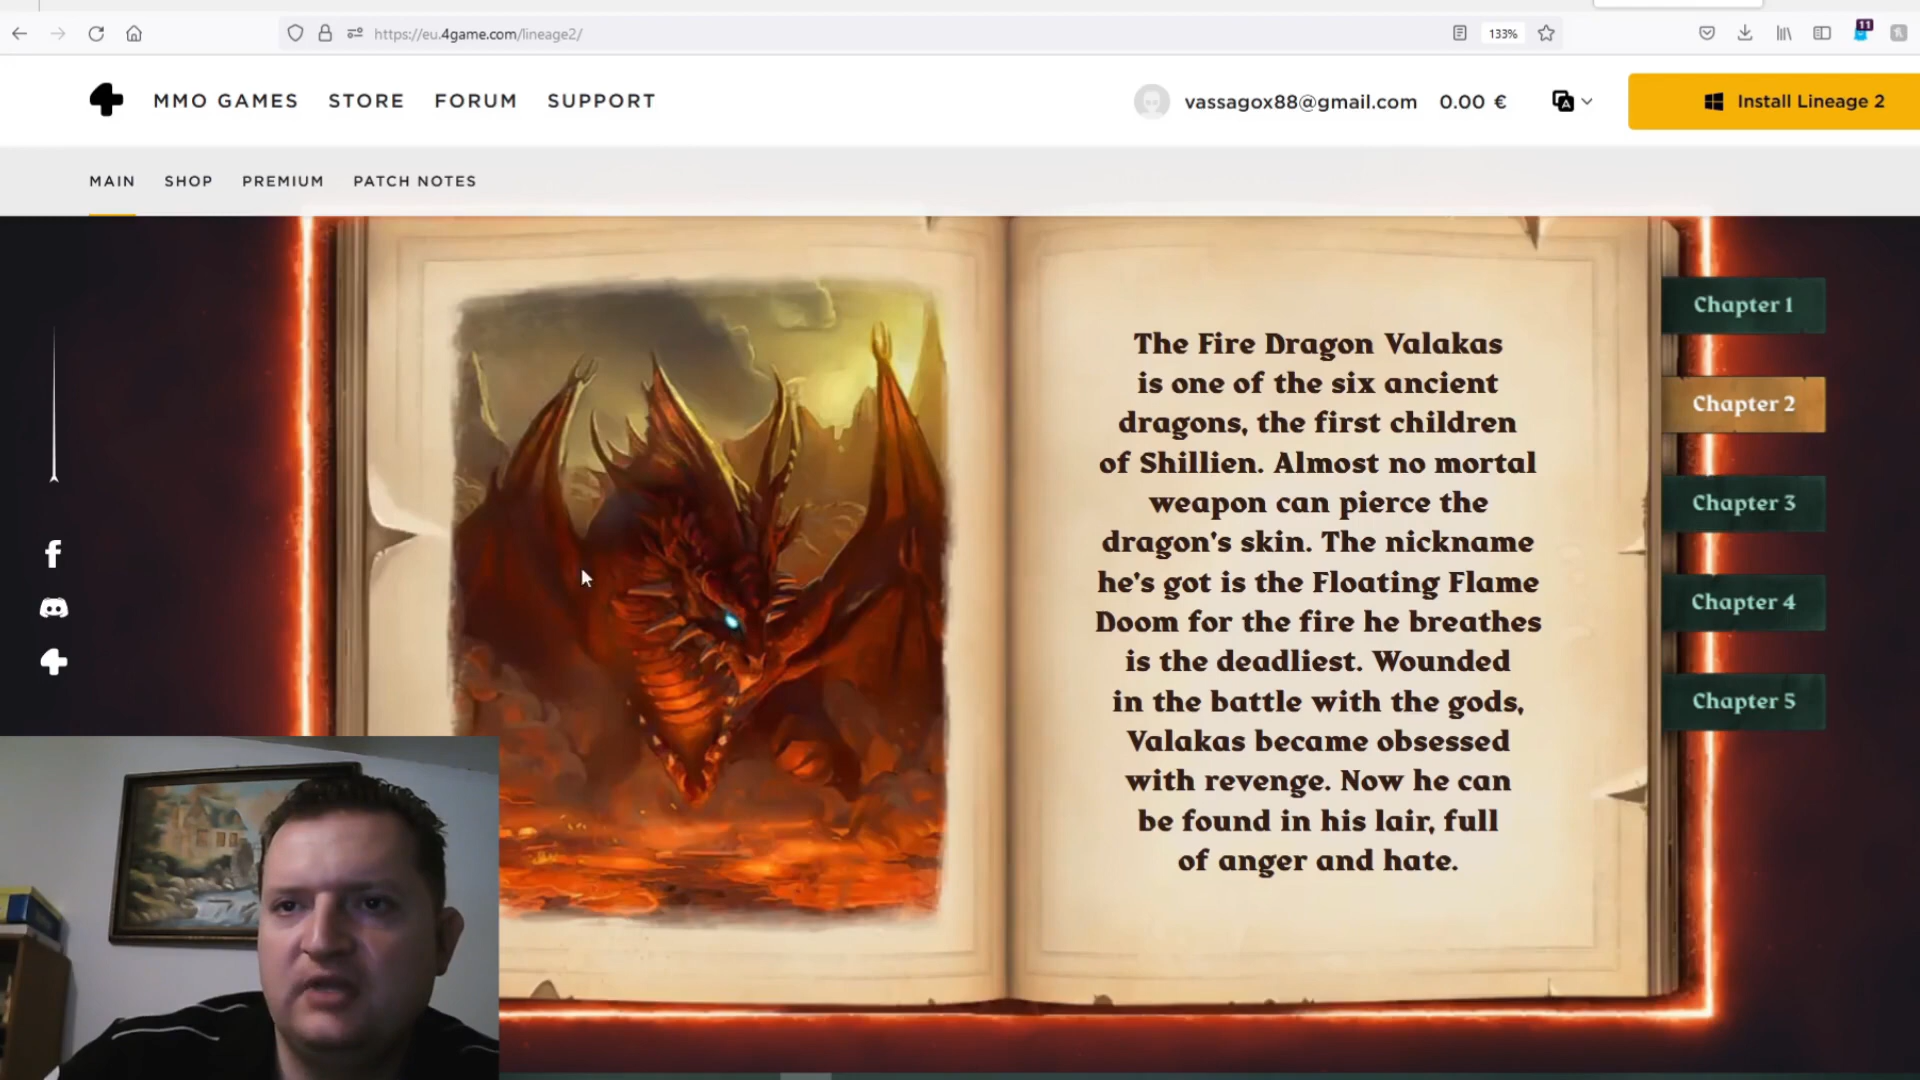 https://eu.4game.com/lineage2/
133%
11
MMO GAMES
STORE
FORUM
SUPPORT
vassagox88@gmail.com
0.00 €
Install Lineage 2
MAIN
SHOP
PREMIUM
PATCH NOTES
The Fire Dragon Valakas
is one of the six ancient
dragons, the first children
of Shillien. Almost no mortal
weapon can pierce the
dragon's skin. The nickname
he's got is the Floating Flame
Doom for the fire he breathes
is the deadliest. Wounded
in the battle with the gods,
Valakas became obsessed
with revenge. Now he can
be found in his lair, full
of anger and hate.
Chapter 1
Chapter 2
Chapter 3
Chapter 4
Chapter 5